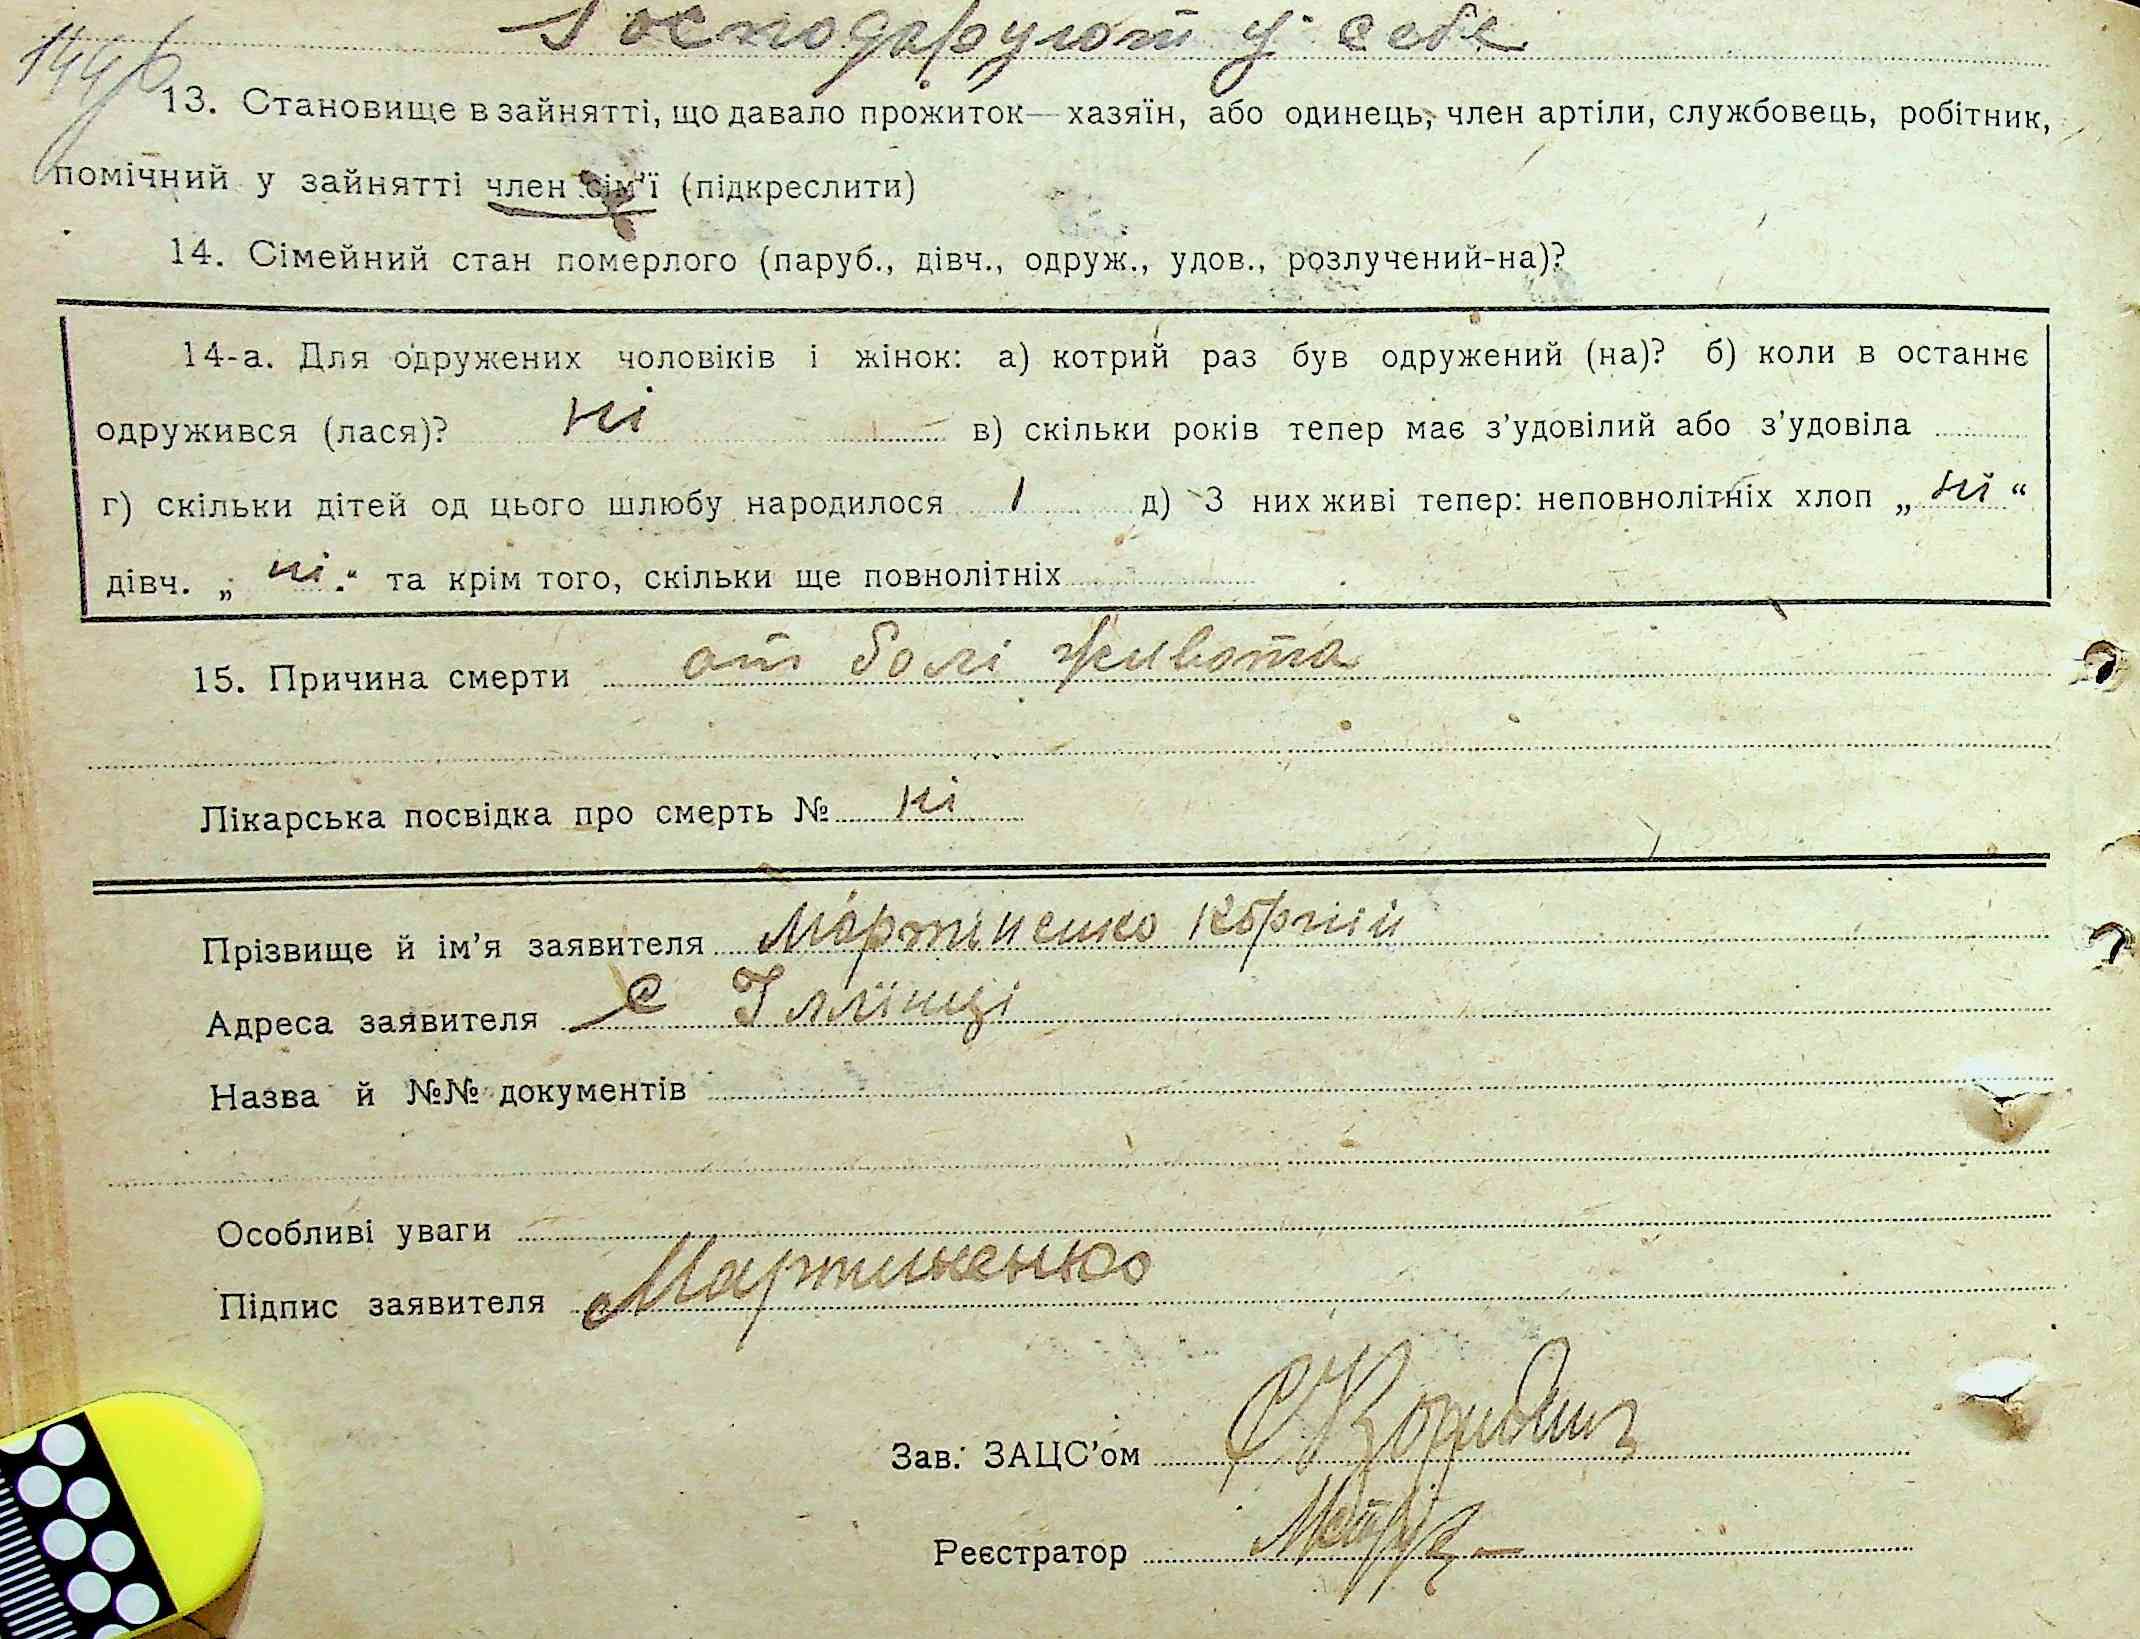 Господарують у себе
13. Становище в зайнятті, що давало прожиток—хазяїн, або одинець, член артіли, службовець, робітник,
помічний у зайнятті член сім'ї (підкреслити)
14. Сімейний стан померлого (паруб., дівч., одруж., удов., розлучений-на)?
14-а. Для одружених чоловіків і жінок: а) котрий раз був одружений (на)? б) коли в останнє
одружився (лася)? ні в) скільки років тепер має з’удовілий або з’удовіла
г) скільки дітей од цього шлюбу народилося 1 д) З них живі тепер: неповнолітніх хлоп „ ні “
дівч. „ ні “ та крім того, скільки ще повнолітніх
15. Причина смерти от болі живота
Лікарська посвідка про смерть № ні
Прізвище й ім’я заявителя Мартіненко Корній
Адреса заявителя с Іллінці
Назва й №№ документів
Особливі уваги
Підпис заявителя Мартиненко
Зав. ЗАЦС’ом
Реєстратор